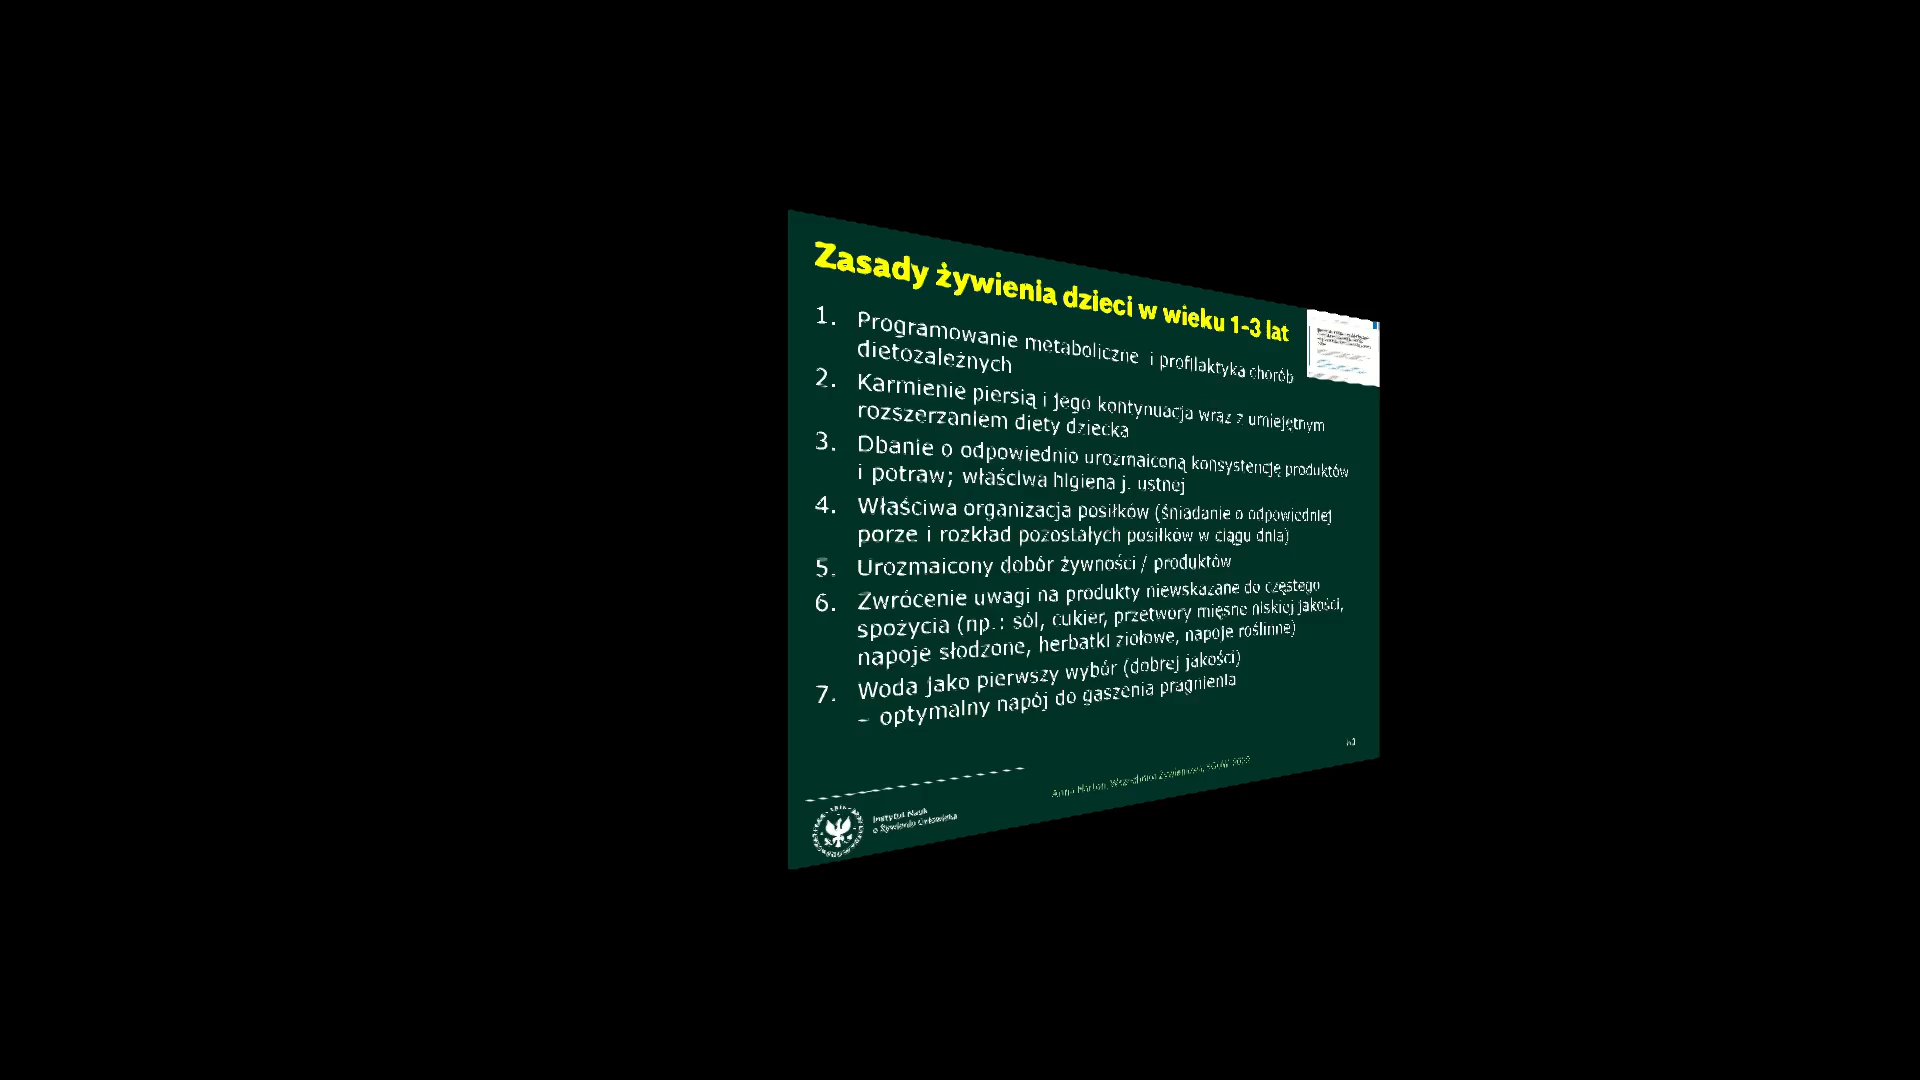 Zasady żywienia dzieci w wieku 1-3 lat
1. Programowanie metaboliczne i profilaktyka chorób
dietozależnych
2. Karmienie piersią i jego kontynuacja wraz z umiejętnym
rozszerzaniem diety dziecka
3. Dbanie o odpowiednio urozmaiconą konsystencję produktów
i potraw; właściwa higiena j. ustnej
4. Właściwa organizacja posiłków (śniadanie o odpowiedniej
porze i rozkład pozostałych posiłków w ciągu dnia)
5. Urozmaicony dobór żywności / produktów
6. Zwrócenie uwagi na produkty niewskazane do częstego
spożycia (np.: sól, cukier, przetwory mięsne niskiej jakości,
napoje słodzone, herbatki ziołowe, napoje roślinne)
7. Woda jako pierwszy wybór (dobrej jakości)
– optymalny napój do gaszenia pragnienia
Instytut Nauk
o Żywieniu Człowieka